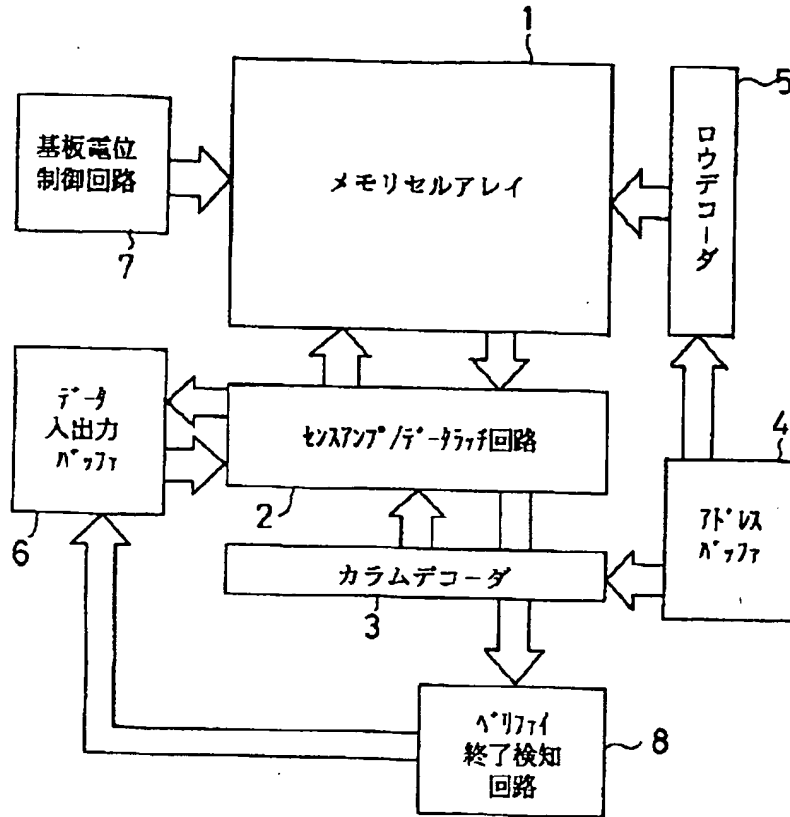 1
メモリセルアレイ
5
ロウデコーダ
基板電位
制御回路
7
データ
入出力
バッファ
6
センスアンプ/データラッチ回路
2
4
アドレス
バッファ
カラムデコーダ
3
ベリファイ
終了検知
回路
8